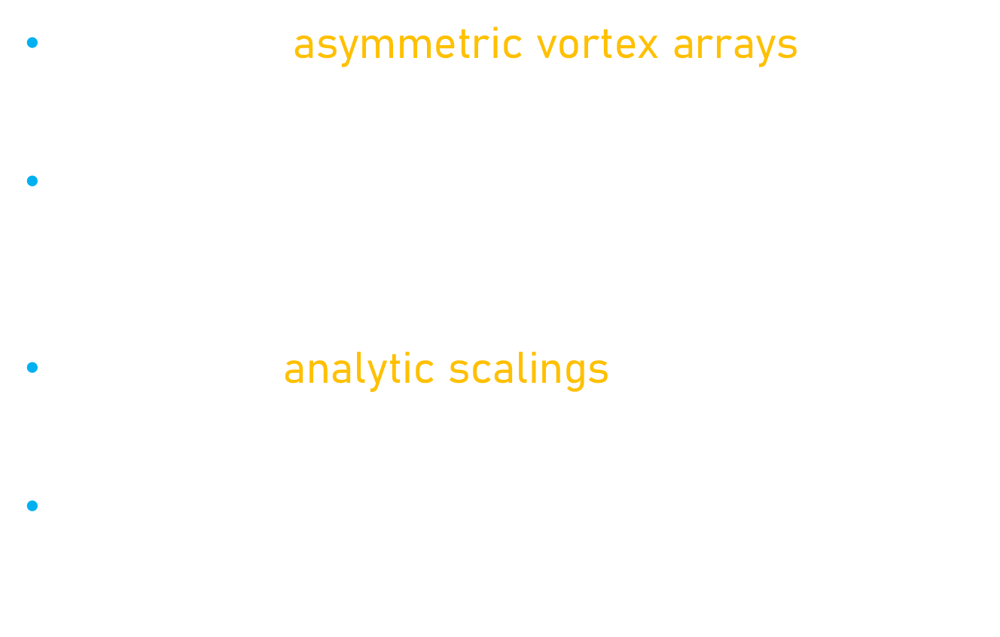 • asymmetric vortex arrays
•
• analytic scalings
•